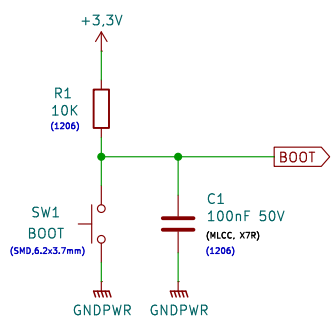 +3,3V
R1
10K
(1206)
BOOT
SW1
BOOT
(SMD,6.2x3.7mm)
C1
100nF 50V
(MLCC, X7R)
(1206)
GNDPWR
GNDPWR